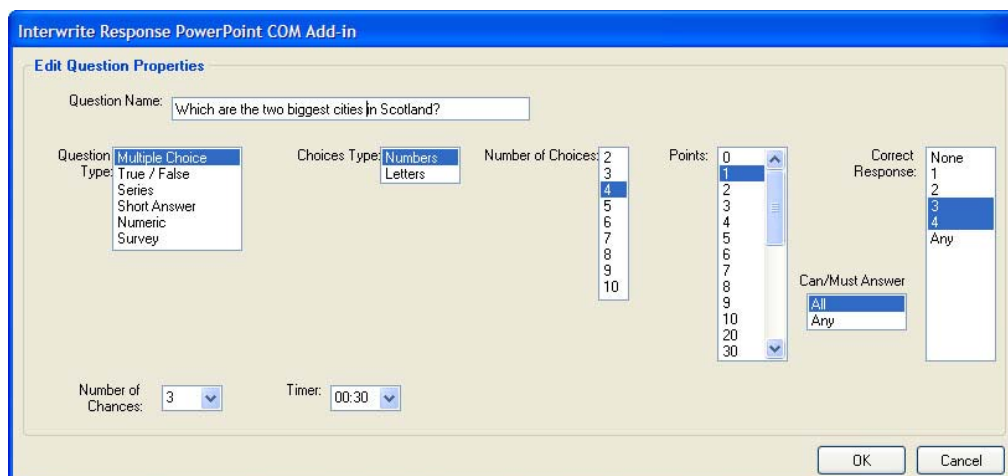 Interwrite Response PowerPoint COM Add-in
Edit Question Properties
Question Name: Which are the two biggest cities in Scotland?
Question Type:
Multiple Choice
True / False
Series
Short Answer
Numeric
Survey
Choices Type:
Numbers
Letters
Number of Choices:
2
3
4
5
6
7
8
9
10
Points:
0
1
2
3
4
5
6
7
8
9
10
20
30
Can/Must Answer
All
Any
Correct Response:
None
1
2
3
4
Any
Number of Chances: 3
Timer: 00:30
OK
Cancel